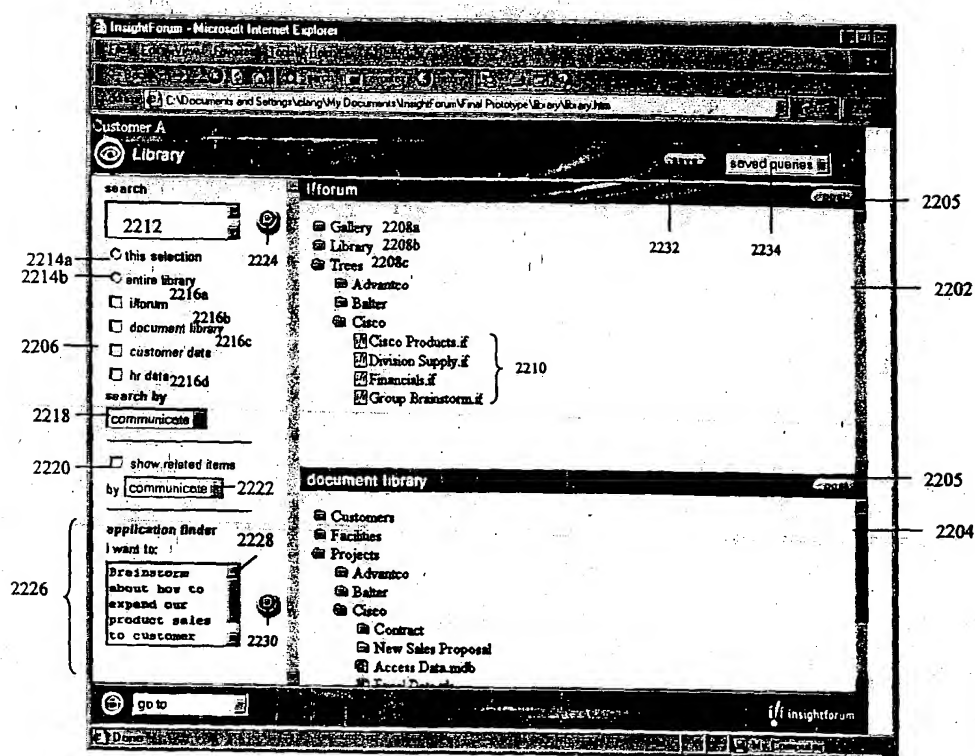 InsightForum - Microsoft Internet Explorer
C:\Documents and Settings\clang\My Documents\InsightForum\Final Prototype\library\library.htm
Customer A
Library
saved queries
2232
2234
search
2212
2224
2214a
this selection
2214b
entire library
2216a
i/forum
2216b
document library
2216c
2206
customer data
hr data
2216d
search by
2218
communicate
2220
show related items
by
communicate
2222
application finder
I want to:
2228
2226
Brainstorm
about how to
expand our
product sales
to customer
2230
i/forum
2205
Gallery 2208a
Library 2208b
Trees 2208c
2202
Advantco
Balter
Cisco
Cisco Products.if
Division Supply.if
2210
Financials.if
Group Brainstorm.if
document library
post
2205
Customers
2204
Facilities
Projects
Advantco
Balter
Cisco
Contract
New Sales Proposal
Access Data.mdb
go to
i/i insightforum
Done